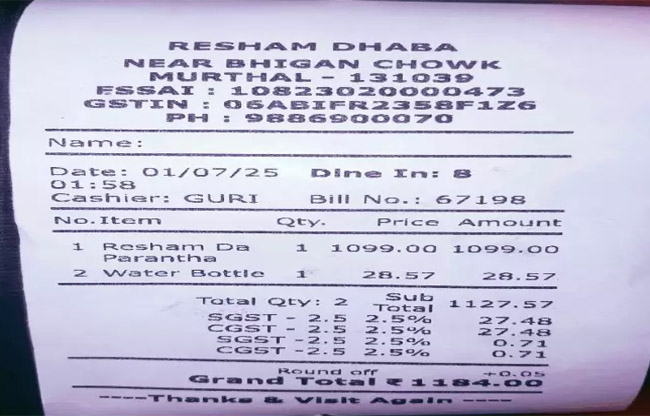 RESHAM DHABA
NEAR BHIGAN CHOWK
MURTHAL - 131039
FSSAI : 10823020000473
GSTIN : 06ABIFR2358F1Z6
PH : 9886900070
Name:
Date: 01/07/25 Dine In: 8
01:58
Cashier: GURI Bill No.: 67198
No.Item Qty. Price Amount
1 Resham Da 1 1099.00 1099.00
Parantha
2 Water Bottle 1 28.57 28.57
Total Qty: 2 Sub Total 1127.57
SGST - 2.5 2.5% 27.48
CGST - 2.5 2.5% 27.48
SGST -2.5 2.5% 0.71
CGST -2.5 2.5% 0.71
Round off +0.05
Grand Total ₹ 1184.00
----Thanks & Visit Again ----